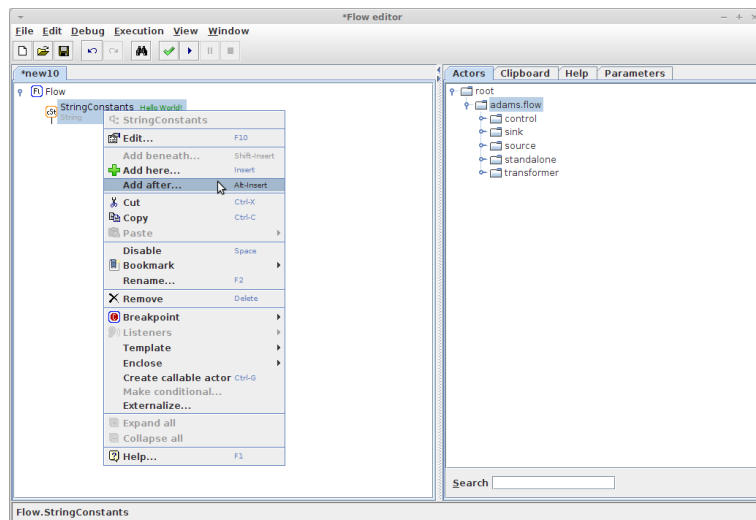 *Flow editor
File Edit Debug Execution View Window
*new10
Flow
StringConstants Hello World!
String
StringConstants
Edit... F10
Add beneath... Shift-Insert
Add here... Insert
Add after... Alt-Insert
Cut Ctrl-X
Copy Ctrl-C
Paste
Disable Space
Bookmark
Rename... F2
Remove Delete
Breakpoint
Listeners
Template
Enclose
Create callable actor Ctrl-G
Make conditional...
Externalize...
Expand all
Collapse all
Help... F1
Actors Clipboard Help Parameters
root
adams.flow
control
sink
source
standalone
transformer
Search
Flow.StringConstants